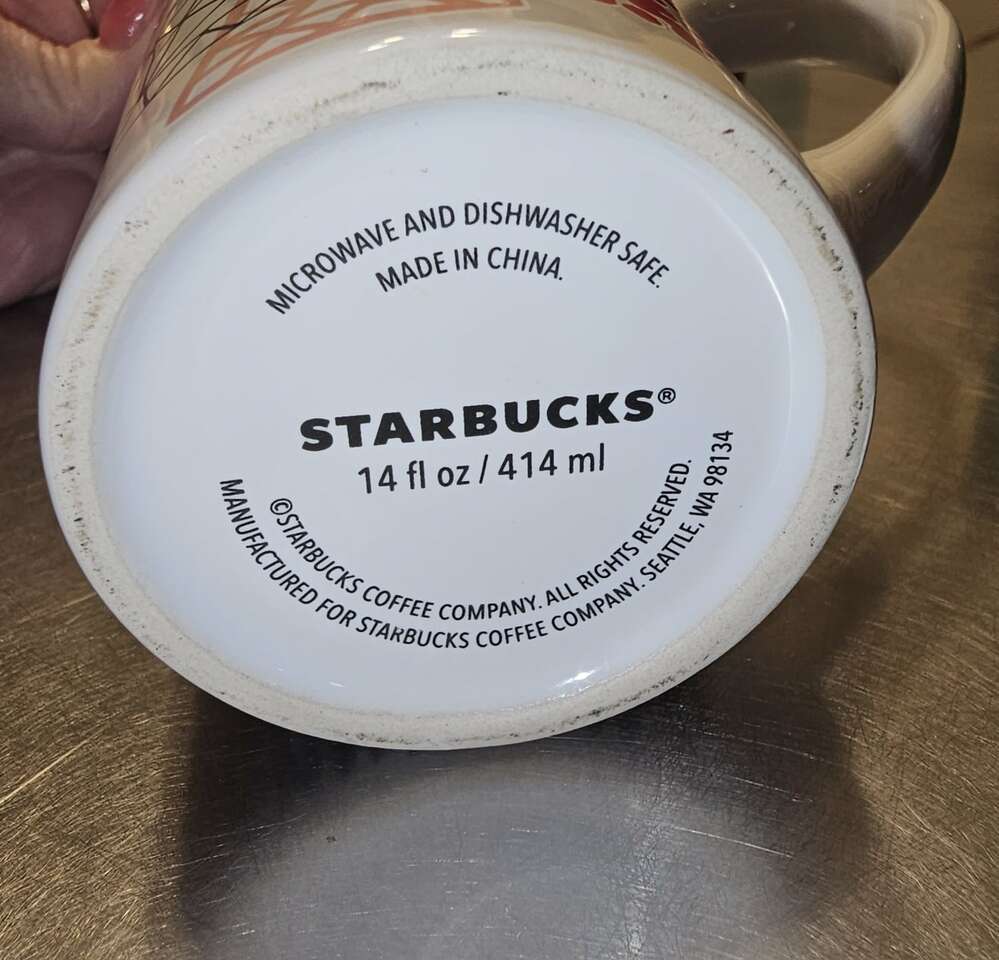 MICROWAVE AND DISHWASHER SAFE.
MADE IN CHINA.
STARBUCKS®
14 fl oz / 414 ml
©STARBUCKS COFFEE COMPANY. ALL RIGHTS RESERVED.
MANUFACTURED FOR STARBUCKS COFFEE COMPANY. SEATTLE, WA 98134